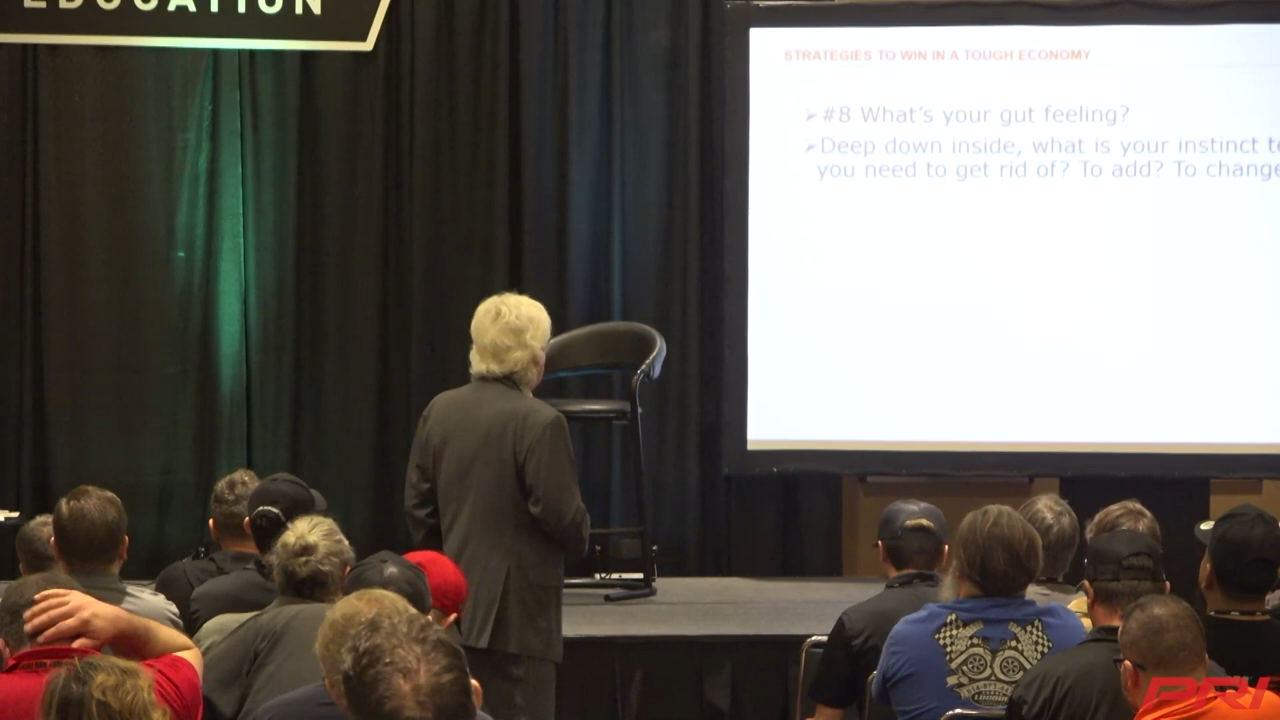 EDUCATION
STRATEGIES TO WIN IN A TOUGH ECONOMY
#8 What's your gut feeling?
Deep down inside, what is your instinct
you need to get rid of? To add? To change
PRI